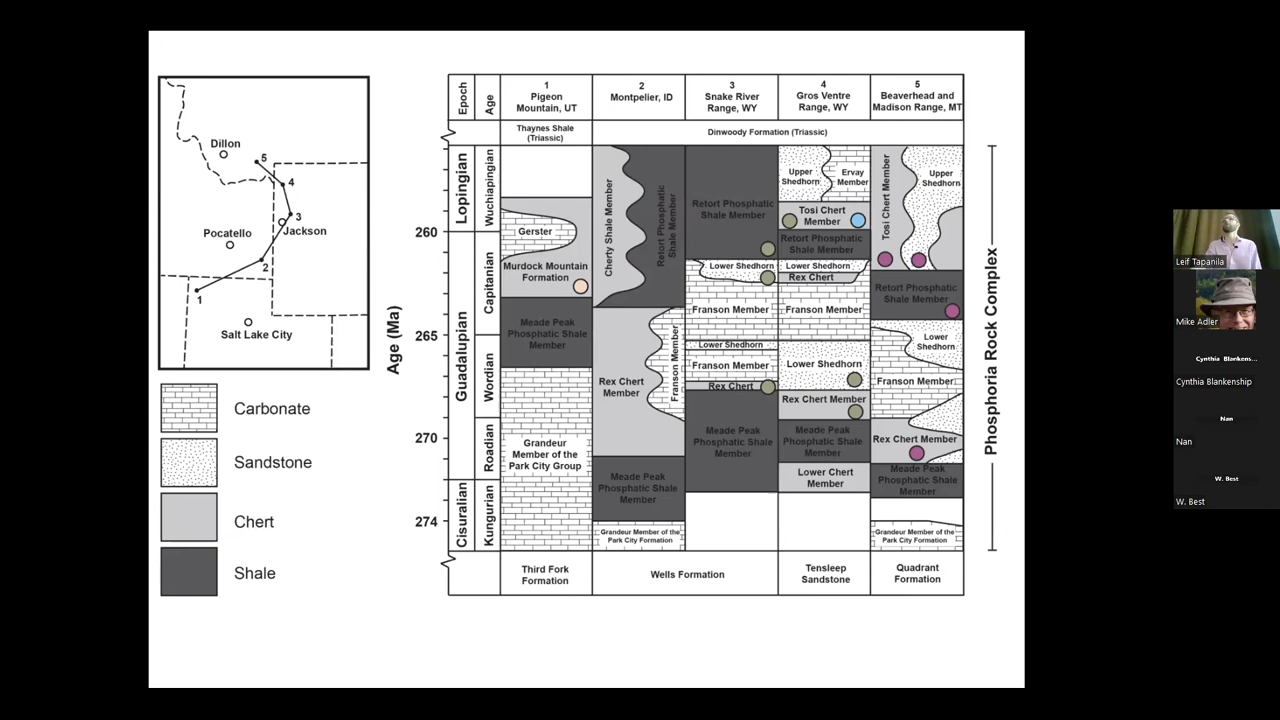 Dillon
5
4
3
Jackson
Pocatello
2
1
Salt Lake City
Carbonate
Sandstone
Chert
Shale
Age (Ma)
260
265
270
274
Epoch
Age
1
Pigeon
Mountain, UT
2
Montpelier, ID
3
Snake River
Range, WY
4
Gros Ventre
Range, WY
5
Beaverhead and
Madison Range, MT
Thaynes Shale
(Triassic)
Dinwoody Formation (Triassic)
Lopingian
Guadalupian
Cisuralian
Wuchiapingian
Capitanian
Wordian
Roadian
Kungurian
Gerster
Murdock Mountain
Formation
Meade Peak
Phosphatic Shale
Member
Grandeur
Member of the
Park City Group
Third Fork
Formation
Cherty Shale Member
Retort Phosphatic
Shale Member
Rex Chert
Member
Franson Member
Meade Peak
Phosphatic Shale
Member
Grandeur Member of the
Park City Formation
Wells Formation
Retort Phosphatic
Shale Member
Lower Shedhorn
Franson Member
Lower Shedhorn
Franson Member
Rex Chert
Meade Peak
Phosphatic Shale
Member
Upper
Shedhorn
Ervay
Member
Tosi Chert
Member
Retort Phosphatic
Shale Member
Lower Shedhorn
Rex Chert
Franson Member
Lower Shedhorn
Rex Chert Member
Meade Peak
Phosphatic Shale
Member
Lower Chert
Member
Tensleep
Sandstone
Tosi Chert Member
Upper
Shedhorn
Retort Phosphatic
Shale Member
Lower
Shedhorn
Franson Member
Rex Chert Member
Meade Peak
Phosphatic Shale
Member
Grandeur Member of the
Park City Formation
Quadrant
Formation
Phosphoria Rock Complex
Leif Tapanila
Mike Adler
Cynthia Blankens...
Cynthia Blankenship
Nan
Nan
W. Best
W. Best